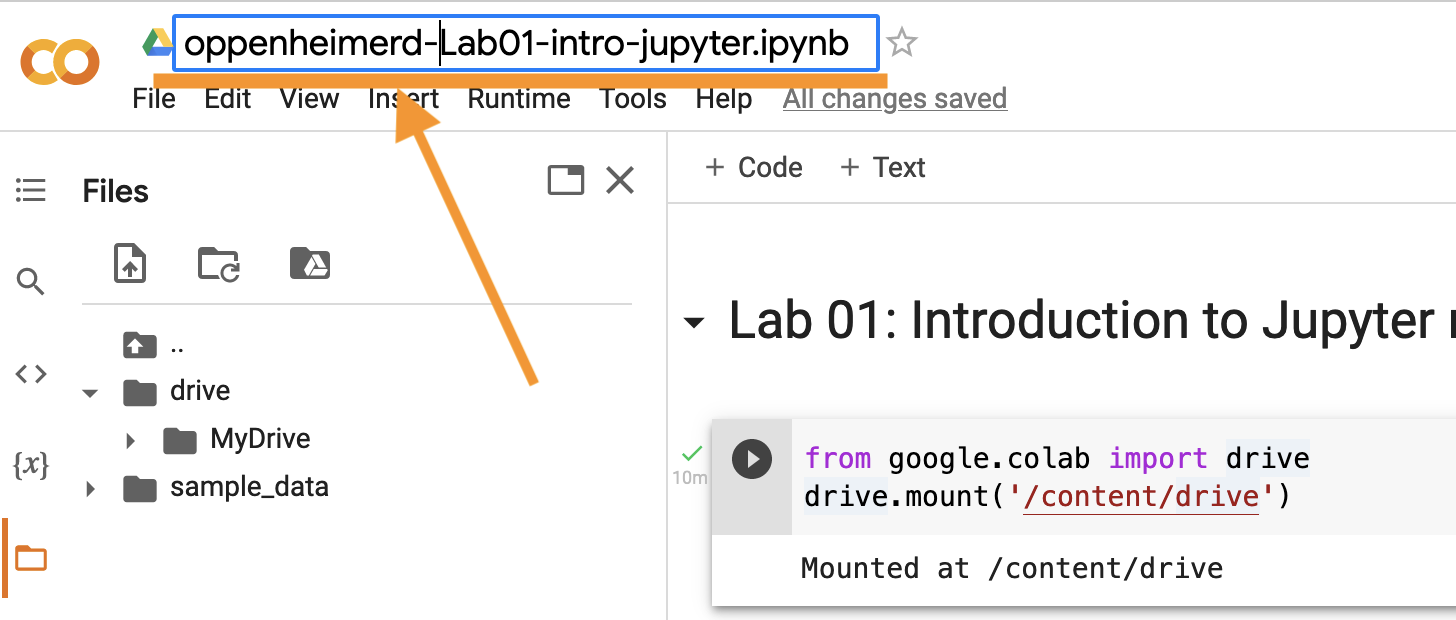 oppenheimerd-Lab01-intro-jupyter.ipynb
File Edit View Insert Runtime Tools Help All changes saved
Files
+ Code + Text
..
drive
MyDrive
sample_data
{x}
Lab 01: Introduction to Jupyter
10m
from google.colab import drive
drive.mount('/content/drive')
Mounted at /content/drive